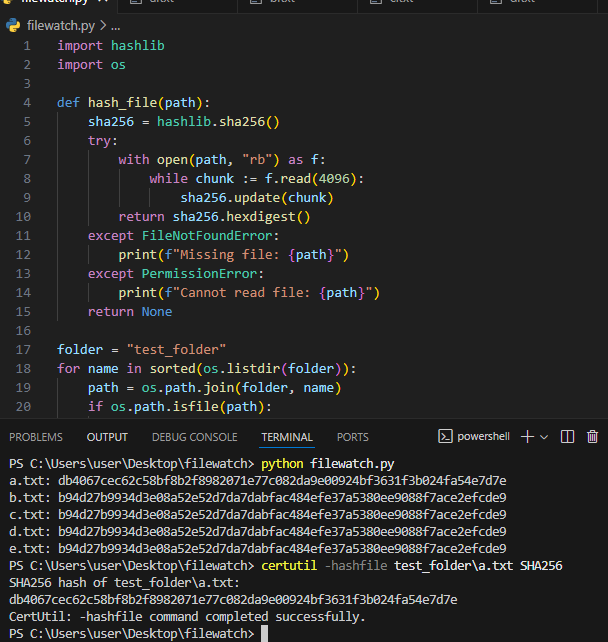 filewatch.py
filewatch.py > ...
1 import hashlib
2 import os
3
4 def hash_file(path):
5 sha256 = hashlib.sha256()
6 try:
7 with open(path, "rb") as f:
8 while chunk := f.read(4096):
9 sha256.update(chunk)
10 return sha256.hexdigest()
11 except FileNotFoundError:
12 print(f"Missing file: {path}")
13 except PermissionError:
14 print(f"Cannot read file: {path}")
15 return None
16
17 folder = "test_folder"
18 for name in sorted(os.listdir(folder)):
19 path = os.path.join(folder, name)
20 if os.path.isfile(path):
PROBLEMS OUTPUT DEBUG CONSOLE TERMINAL PORTS powershell
PS C:\Users\user\Desktop\filewatch> python filewatch.py
a.txt: db4067cec62c58bf8b2f8982071e77c082da9e00924bf3631f3b024fa54e7d7e
b.txt: b94d27b9934d3e08a52e52d7da7dabfac484efe37a5380ee9088f7ace2efcde9
c.txt: b94d27b9934d3e08a52e52d7da7dabfac484efe37a5380ee9088f7ace2efcde9
d.txt: b94d27b9934d3e08a52e52d7da7dabfac484efe37a5380ee9088f7ace2efcde9
e.txt: b94d27b9934d3e08a52e52d7da7dabfac484efe37a5380ee9088f7ace2efcde9
PS C:\Users\user\Desktop\filewatch> certutil -hashfile test_folder\a.txt SHA256
SHA256 hash of test_folder\a.txt:
db4067cec62c58bf8b2f8982071e77c082da9e00924bf3631f3b024fa54e7d7e
CertUtil: -hashfile command completed successfully.
PS C:\Users\user\Desktop\filewatch>